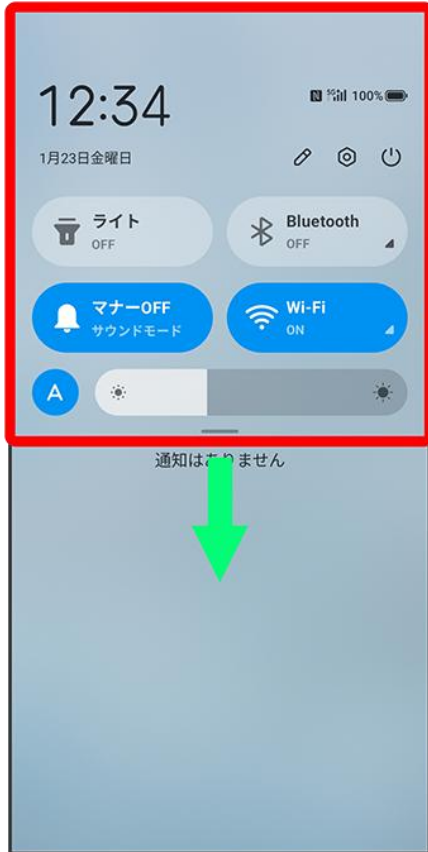 12:34
N 5G 100%
1月23日金曜日
ライト
OFF
Bluetooth
OFF
マナーOFF
サウンドモード
Wi-Fi
ON
A
通知はありません